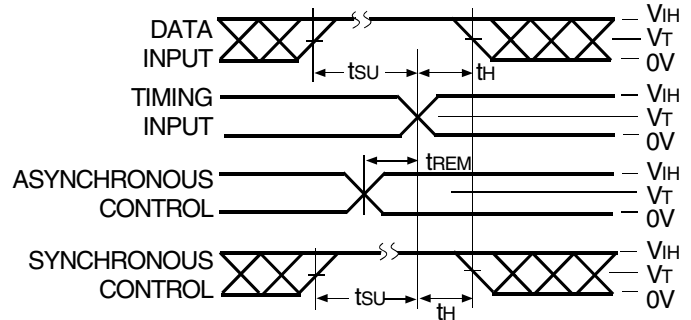 DATA INPUT
tSU
tH
VIH
VT
0V
TIMING INPUT
VIH
VT
0V
tREM
ASYNCHRONOUS CONTROL
VIH
VT
0V
SYNCHRONOUS CONTROL
tSU
tH
VIH
VT
0V